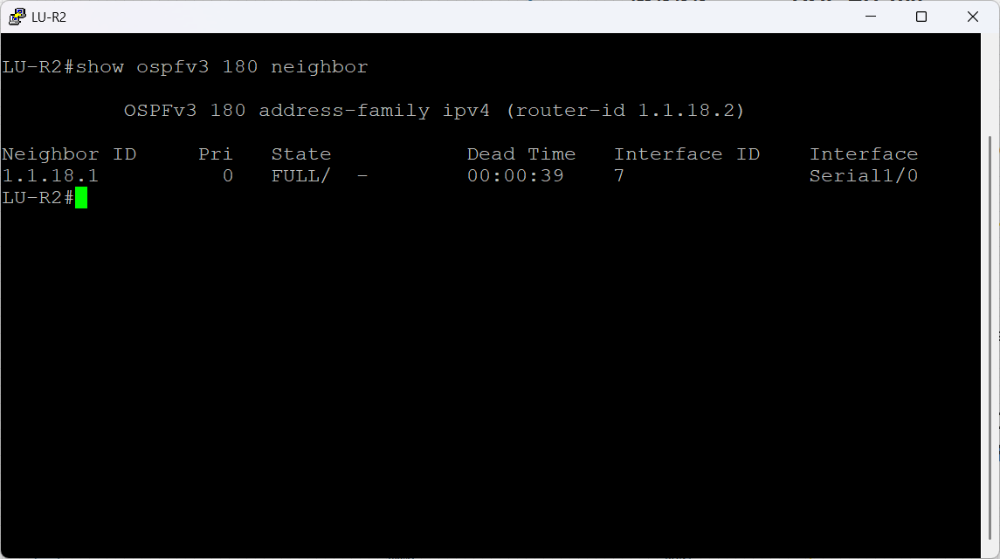 LU-R2
LU-R2#show ospfv3 180 neighbor
OSPFv3 180 address-family ipv4 (router-id 1.1.18.2)
Neighbor ID     Pri   State           Dead Time   Interface ID    Interface
1.1.18.1          0   FULL/  -        00:00:39    7               Serial1/0
LU-R2#